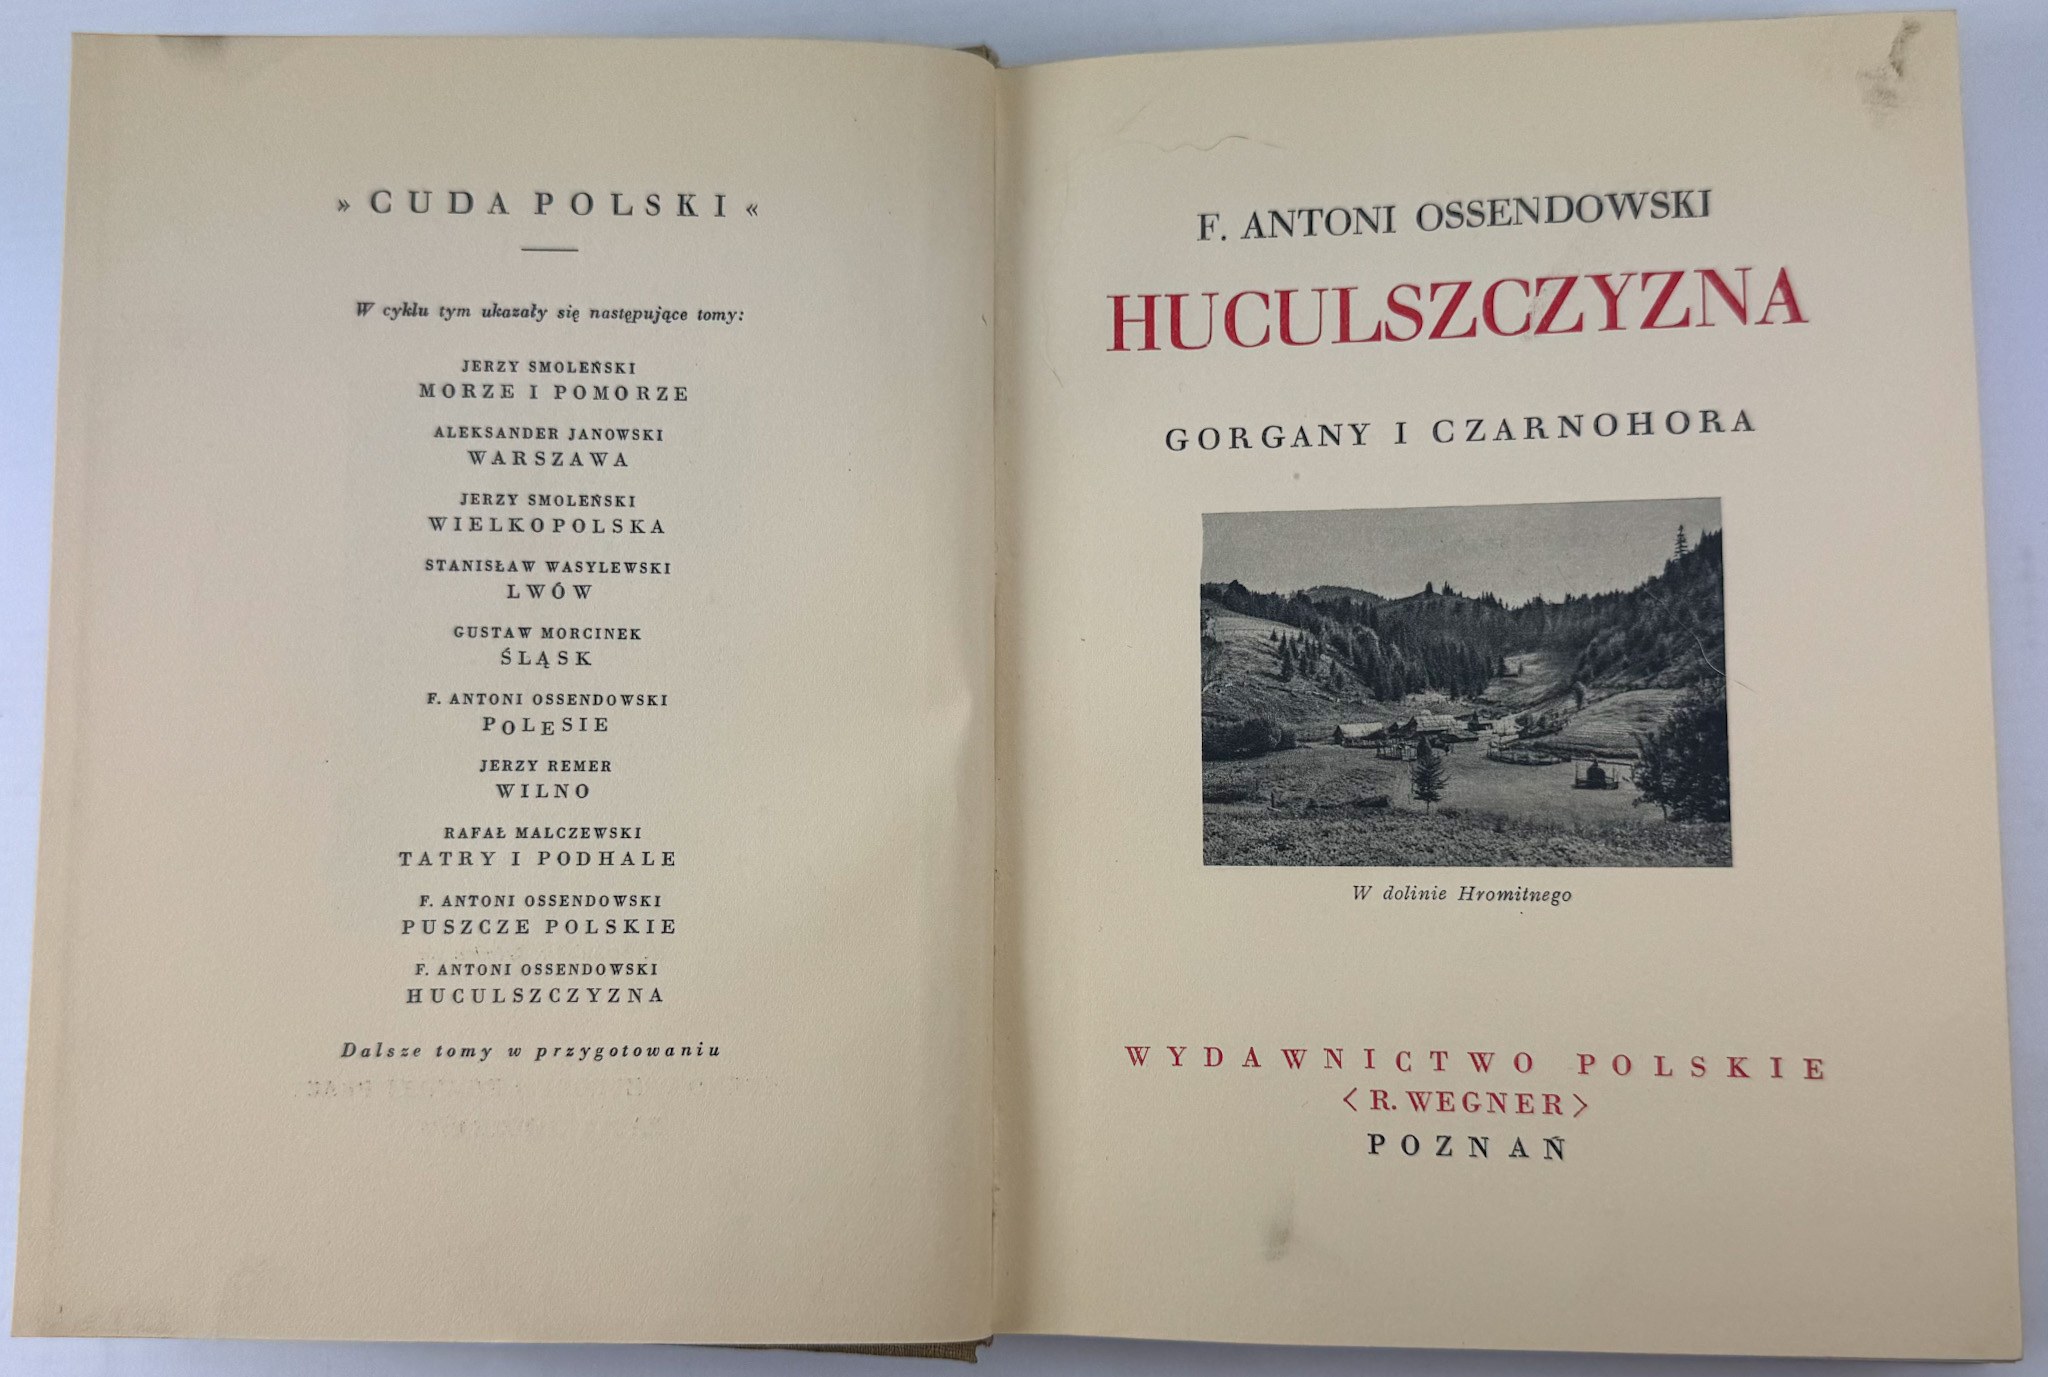 » CUDA POLSKI «
W cyklu tym ukazały się następujące tomy:
JERZY SMOLEŃSKI
MORZE I POMORZE
ALEKSANDER JANOWSKI
WARSZAWA
JERZY SMOLEŃSKI
WIELKOPOLSKA
STANISŁAW WASYLEWSKI
LWÓW
GUSTAW MORCINEK
ŚLĄSK
F. ANTONI OSSENDOWSKI
POLESIE
JERZY REMER
WILNO
RAFAŁ MALCZEWSKI
TATRY I PODHALE
F. ANTONI OSSENDOWSKI
PUSZCZE POLSKIE
F. ANTONI OSSENDOWSKI
HUCULSZCZYZNA
Dalsze tomy w przygotowaniu
F. ANTONI OSSENDOWSKI
HUCULSZCZYZNA
GORGANY I CZARNOHORA
W dolinie Hromitnego
WYDAWNICTWO POLSKIE
< R. WEGNER >
POZNAŃ